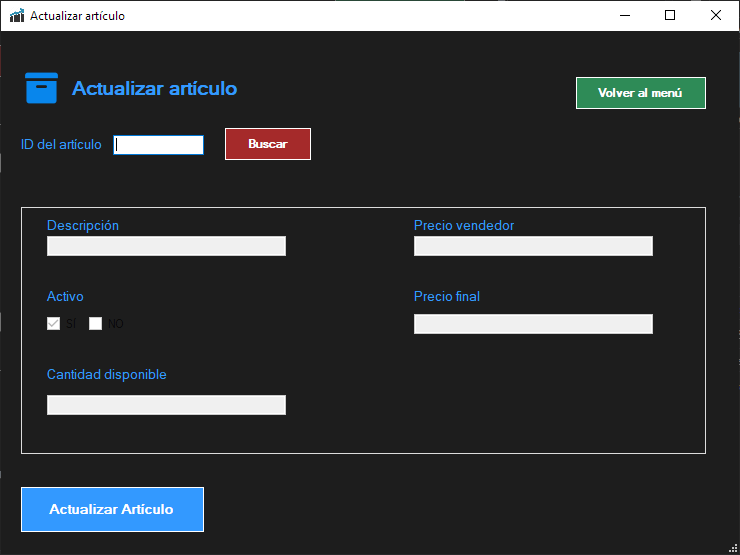 Actualizar artículo
Actualizar artículo
Volver al menú
ID del artículo
Buscar
Descripción
Precio vendedor
Activo
Precio final
SÍ
NO
Cantidad disponible
Actualizar Artículo